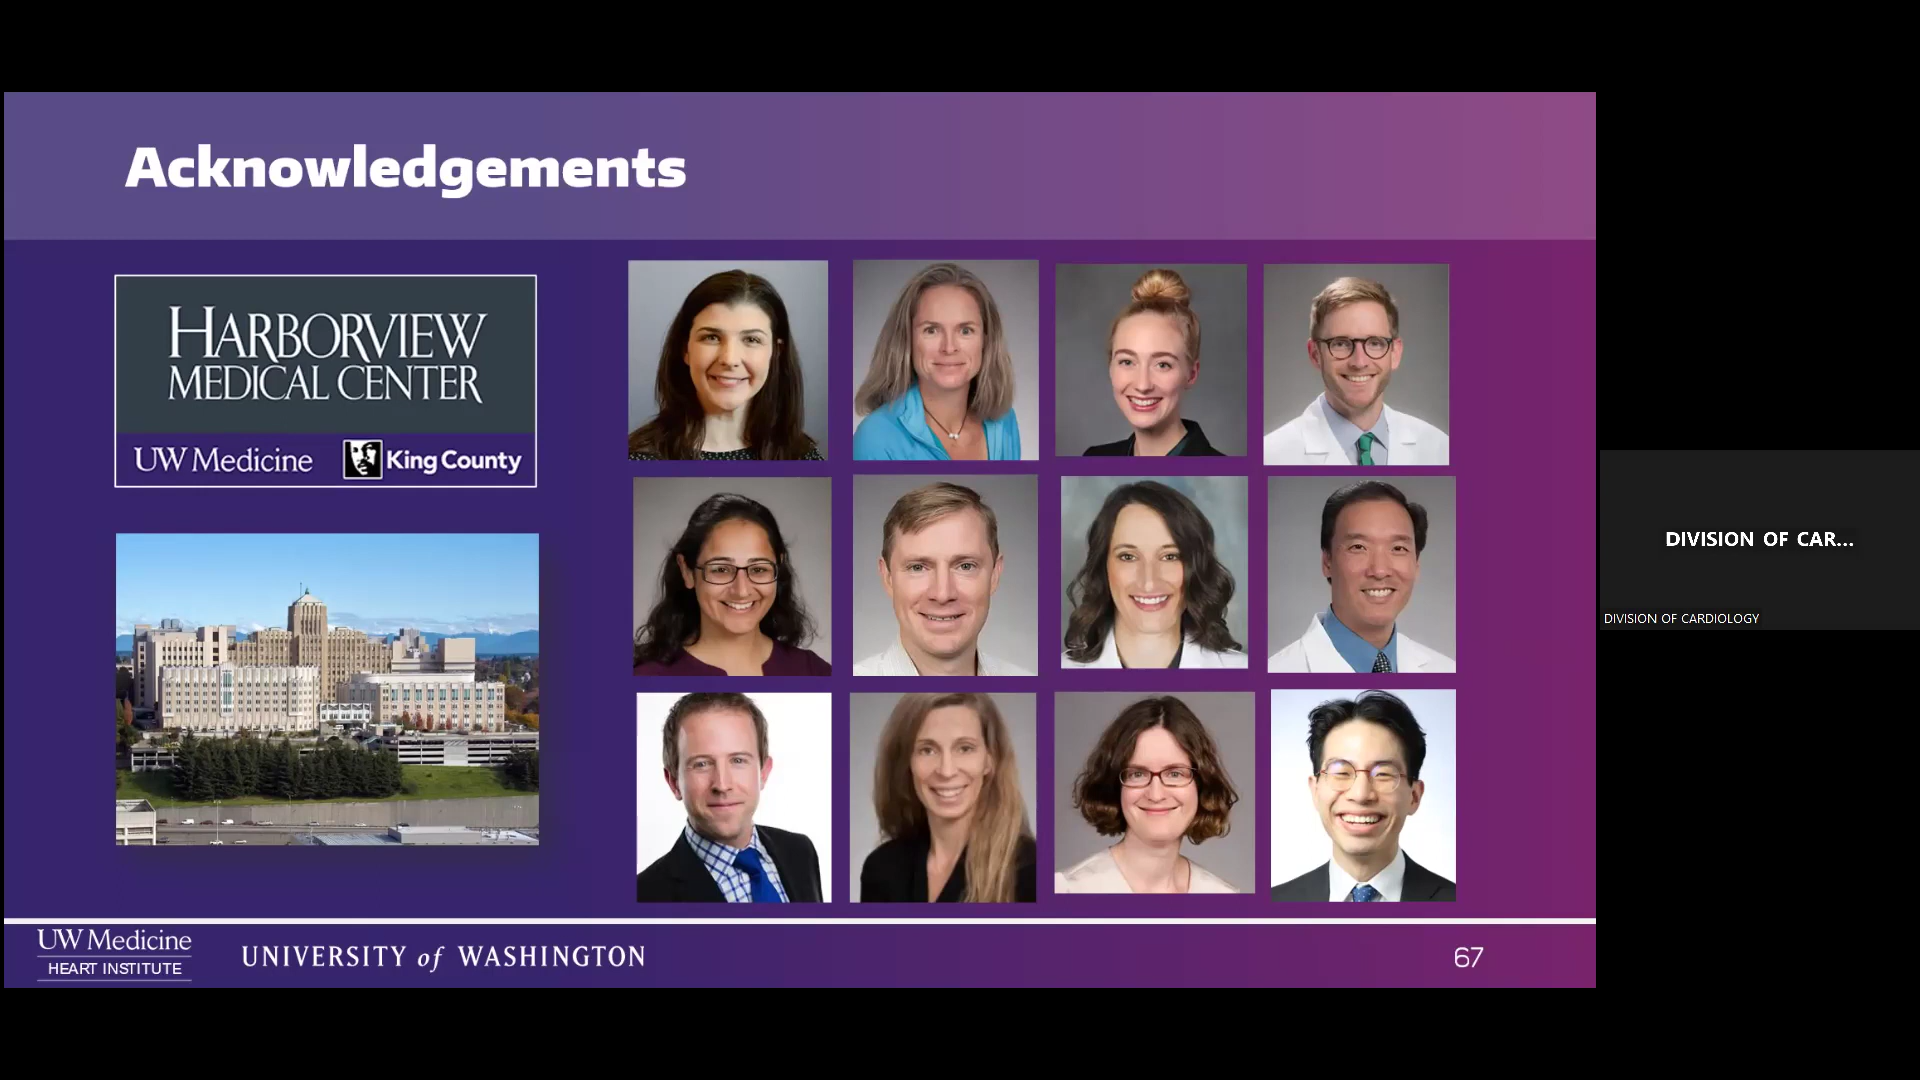 Acknowledgements
HARBORVIEW
MEDICAL CENTER
UW Medicine
King County
DIVISION OF CAR...
DIVISION OF CARDIOLOGY
UW Medicine
HEART INSTITUTE
UNIVERSITY of WASHINGTON
67